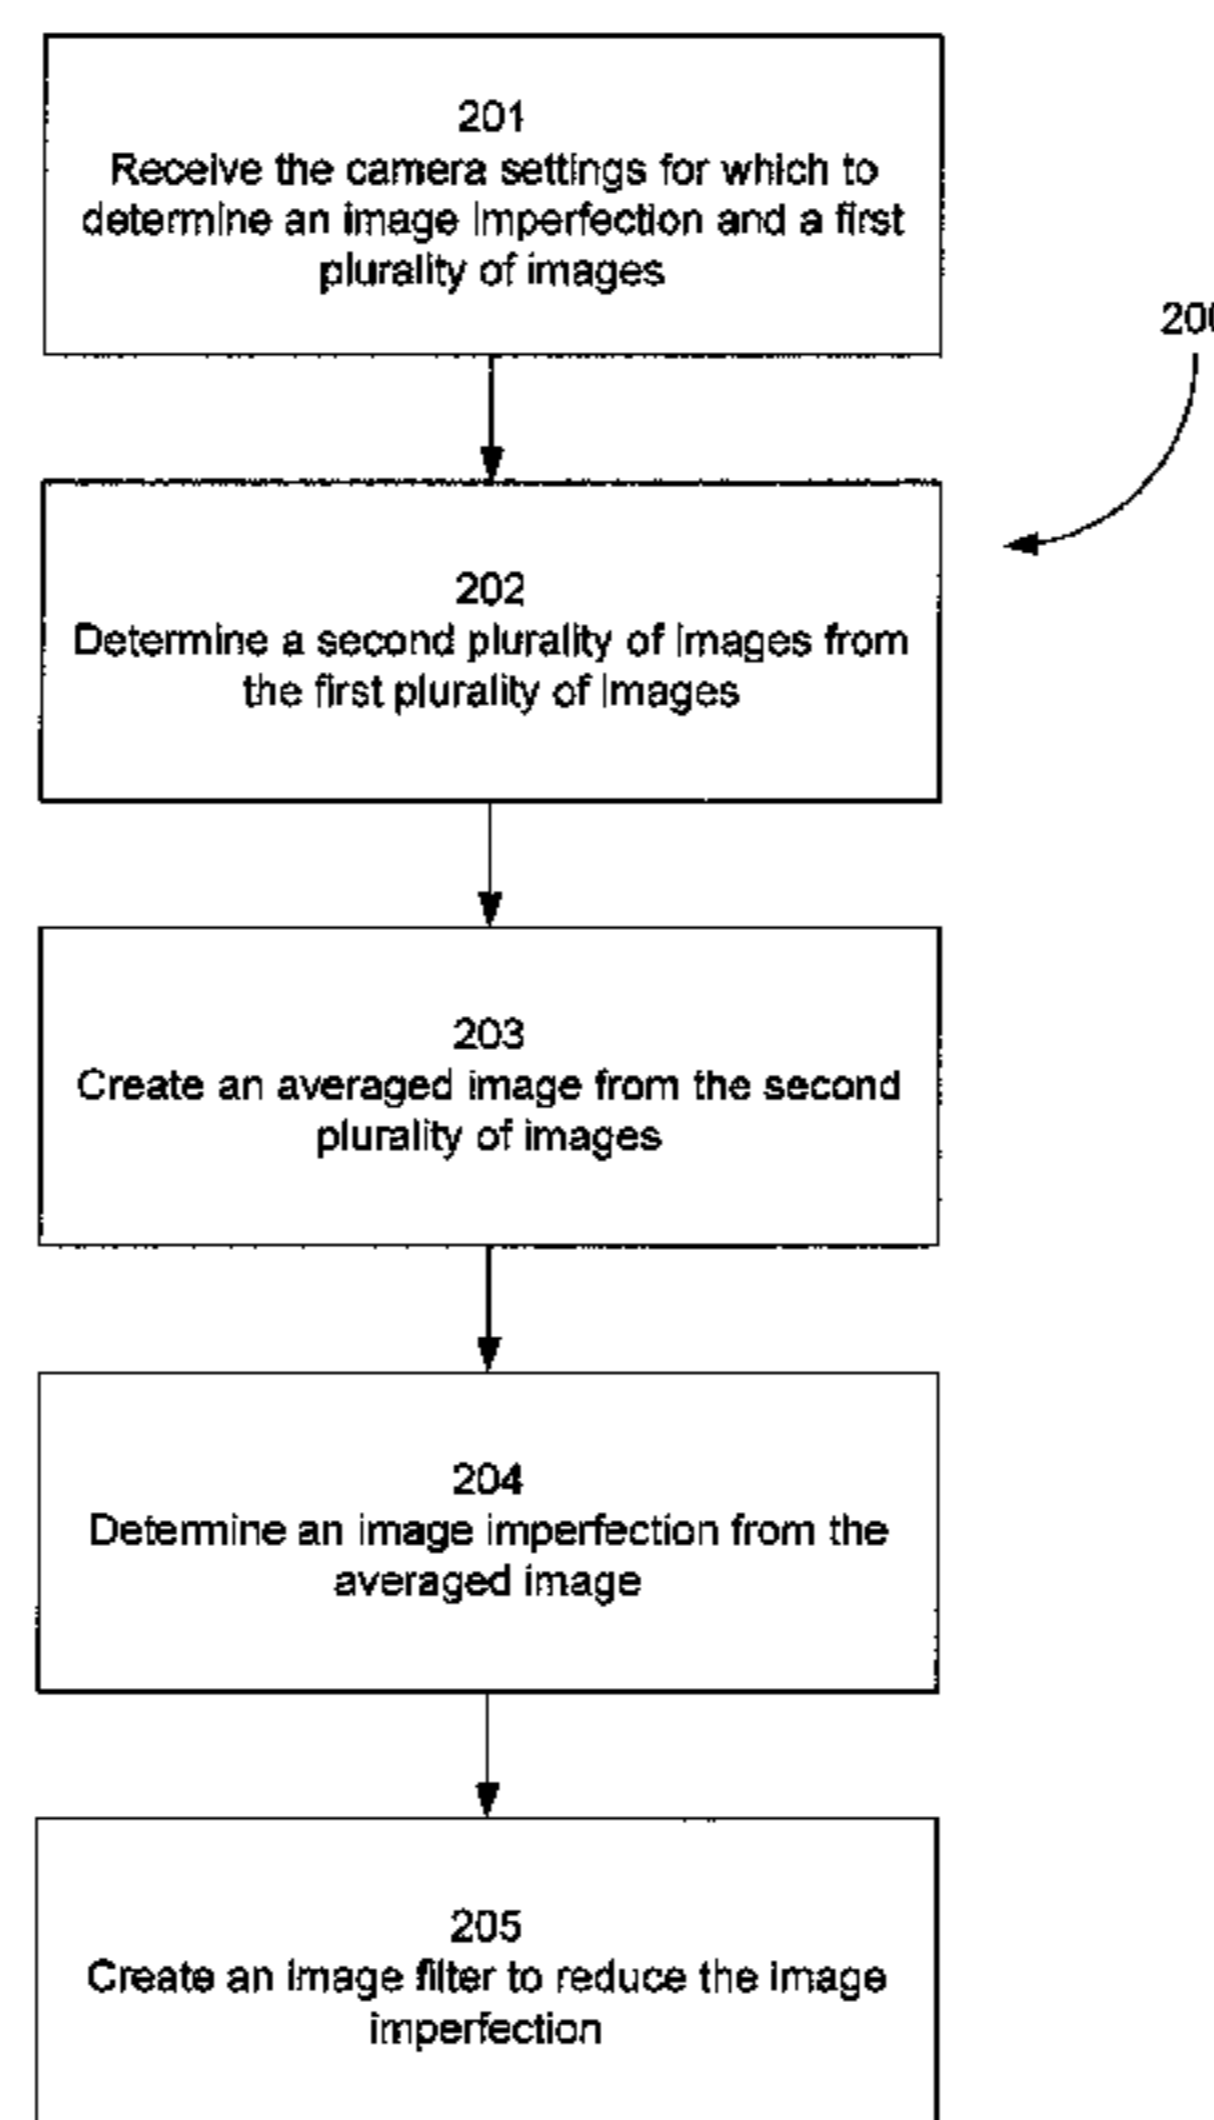 201
Receive the camera settings for which to
determine an image imperfection and a first
plurality of images
200
202
Determine a second plurality of images from
the first plurality of images
203
Create an averaged image from the second
plurality of images
204
Determine an image imperfection from the
averaged image
205
Create an image filter to reduce the image
imperfection